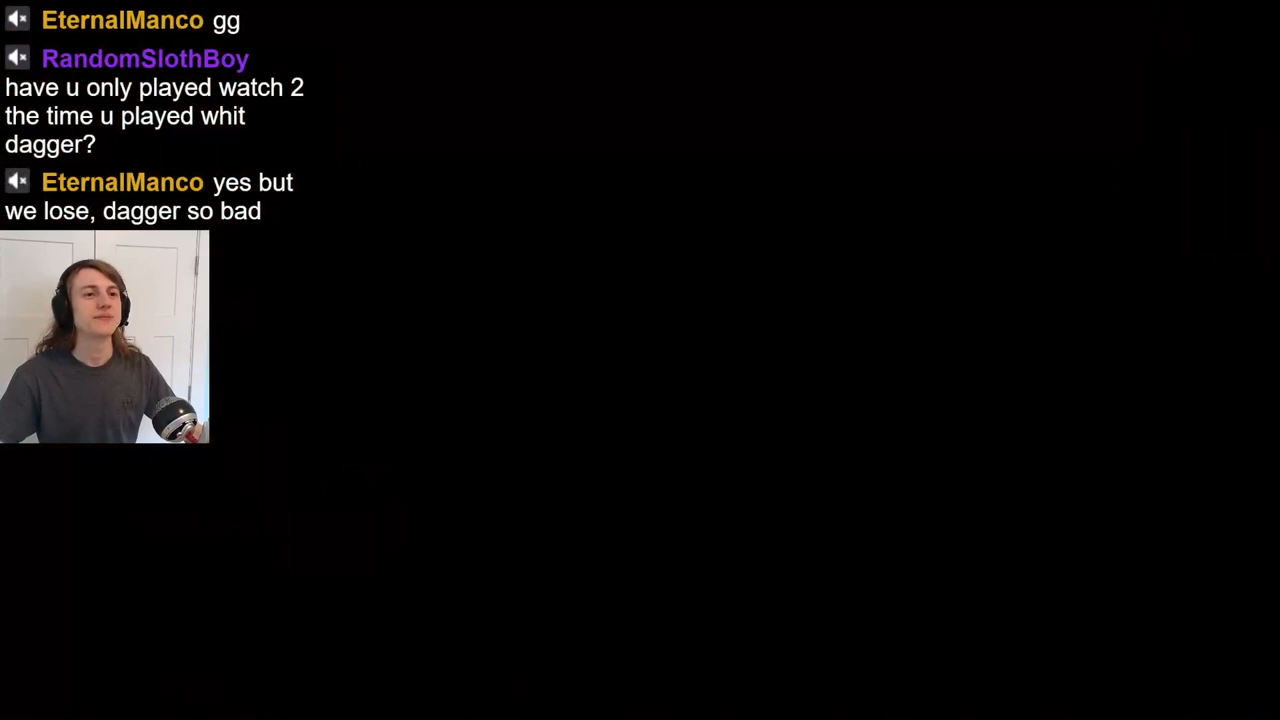 EternalManco gg
RandomSlothBoy
have u only played watch 2
the time u played whit
dagger?
EternalManco yes but
we lose, dagger so bad